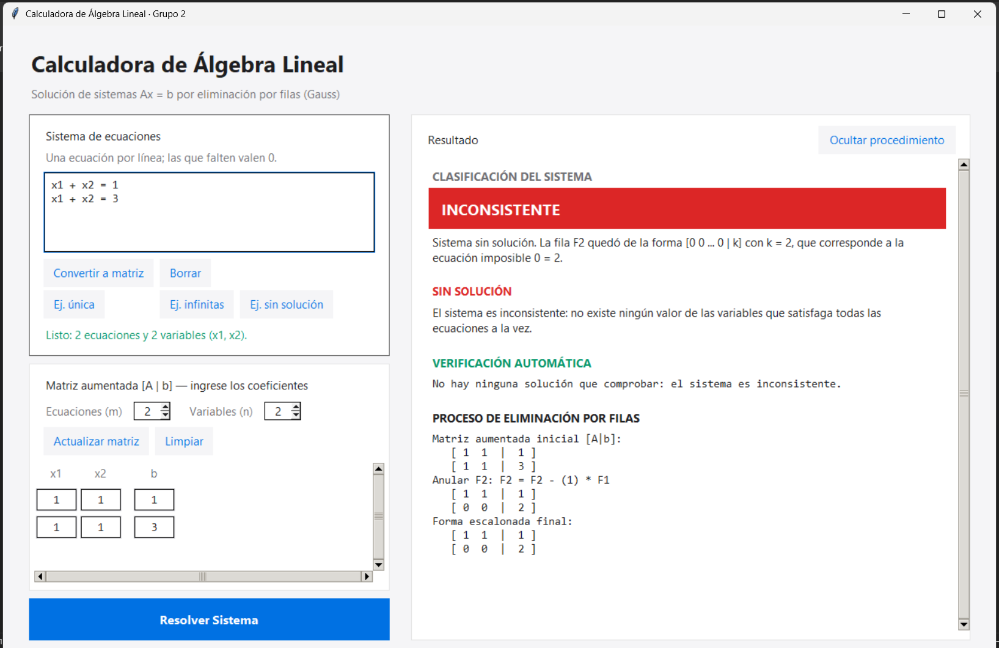 Calculadora de Álgebra Lineal · Grupo 2
Calculadora de Álgebra Lineal
Solución de sistemas Ax = b por eliminación por filas (Gauss)
Sistema de ecuaciones
Una ecuación por línea; las que falten valen 0.
x1 + x2 = 1
x1 + x2 = 3
Convertir a matriz
Borrar
Ej. única
Ej. infinitas
Ej. sin solución
Listo: 2 ecuaciones y 2 variables (x1, x2).
Matriz aumentada [A | b] — ingrese los coeficientes
Ecuaciones (m) 2 Variables (n) 2
Actualizar matriz
Limpiar
x1 x2 b
1 1 1
1 1 3
Resolver Sistema
Resultado
Ocultar procedimiento
CLASIFICACIÓN DEL SISTEMA
INCONSISTENTE
Sistema sin solución. La fila F2 quedó de la forma [0 0 ... 0 | k] con k = 2, que corresponde a la
ecuación imposible 0 = 2.
SIN SOLUCIÓN
El sistema es inconsistente: no existe ningún valor de las variables que satisfaga todas las
ecuaciones a la vez.
VERIFICACIÓN AUTOMÁTICA
No hay ninguna solución que comprobar: el sistema es inconsistente.
PROCESO DE ELIMINACIÓN POR FILAS
Matriz aumentada inicial [A|b]:
[ 1 1 | 1 ]
[ 1 1 | 3 ]
Anular F2: F2 = F2 - (1) * F1
[ 1 1 | 1 ]
[ 0 0 | 2 ]
Forma escalonada final:
[ 1 1 | 1 ]
[ 0 0 | 2 ]